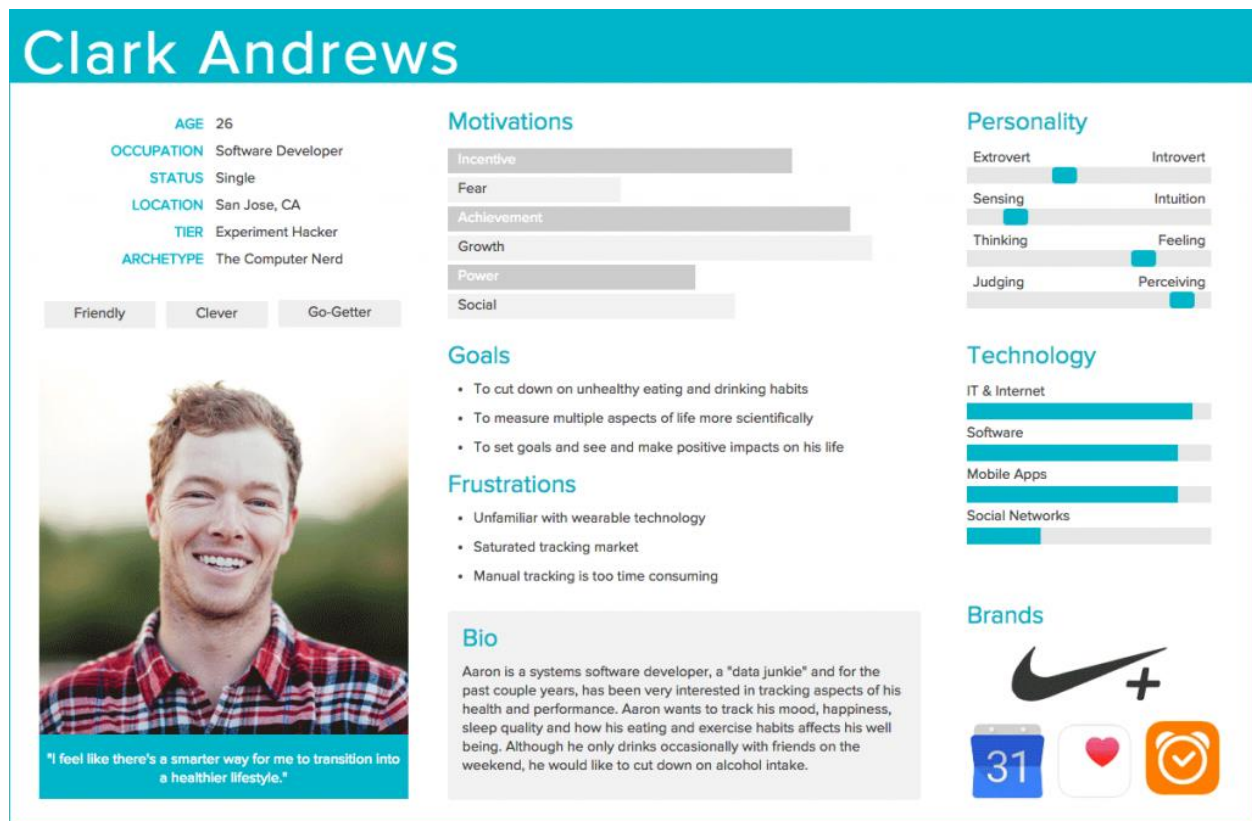 Clark Andrews
AGE 26
OCCUPATION Software Developer
STATUS Single
LOCATION San Jose, CA
TIER Experiment Hacker
ARCHETYPE The Computer Nerd
Friendly Clever Go-Getter
"I feel like there's a smarter way for me to transition into
a healthier lifestyle."
Motivations
Incentive
Fear
Achievement
Growth
Power
Social
Goals
• To cut down on unhealthy eating and drinking habits
• To measure multiple aspects of life more scientifically
• To set goals and see and make positive impacts on his life
Frustrations
• Unfamiliar with wearable technology
• Saturated tracking market
• Manual tracking is too time consuming
Bio
Aaron is a systems software developer, a "data junkie" and for the
past couple years, has been very interested in tracking aspects of his
health and performance. Aaron wants to track his mood, happiness,
sleep quality and how his eating and exercise habits affects his well
being. Although he only drinks occasionally with friends on the
weekend, he would like to cut down on alcohol intake.
Personality
Extrovert Introvert
Sensing Intuition
Thinking Feeling
Judging Perceiving
Technology
IT & Internet
Software
Mobile Apps
Social Networks
Brands
+
31